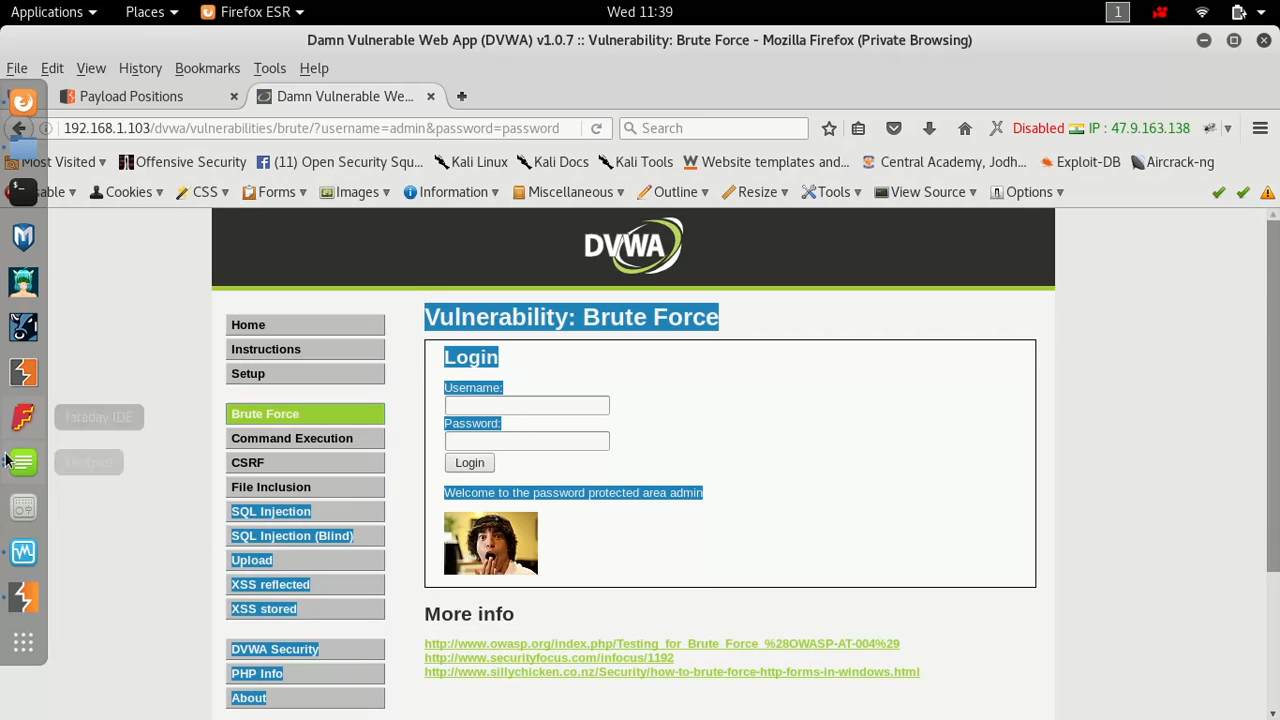 Applications Places Firefox ESR Wed 11:39 1
Damn Vulnerable Web App (DVWA) v1.0.7 :: Vulnerability: Brute Force - Mozilla Firefox (Private Browsing)
File Edit View History Bookmarks Tools Help
Payload Positions Damn Vulnerable We...
192.168.1.103/dvwa/vulnerabilities/brute/?username=admin&password=password Search Disabled IP : 47.9.163.138
Most Visited Offensive Security (11) Open Security Squ... Kali Linux Kali Docs Kali Tools Website templates and... Central Academy, Jodh... Exploit-DB Aircrack-ng
Cookies CSS Forms Images Information Miscellaneous Outline Resize Tools View Source Options
DVWA
Home
Instructions
Setup
Brute Force
Command Execution
CSRF
File Inclusion
SQL Injection
SQL Injection (Blind)
Upload
XSS reflected
XSS stored
DVWA Security
PHP Info
About
Faraday IDE
Leafpad
Vulnerability: Brute Force
Login
Username:
Password:
Login
Welcome to the password protected area admin
More info
http://www.owasp.org/index.php/Testing_for_Brute_Force_%28OWASP-AT-004%29
http://www.securityfocus.com/infocus/1192
http://www.sillychicken.co.nz/Security/how-to-brute-force-http-forms-in-windows.html